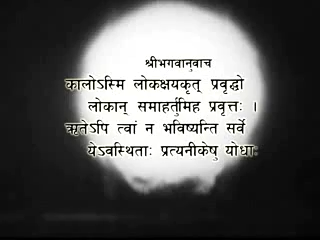 श्रीभगवानुवाच
कालोऽस्मि लोकक्षयकृत् प्रवृद्धो
लोकान् समाहर्तुमिह प्रवृत्तः ।
ऋतेऽपि त्वां न भविष्यन्ति सर्वे
येऽवस्थिताः प्रत्यनीकेषु योधाः